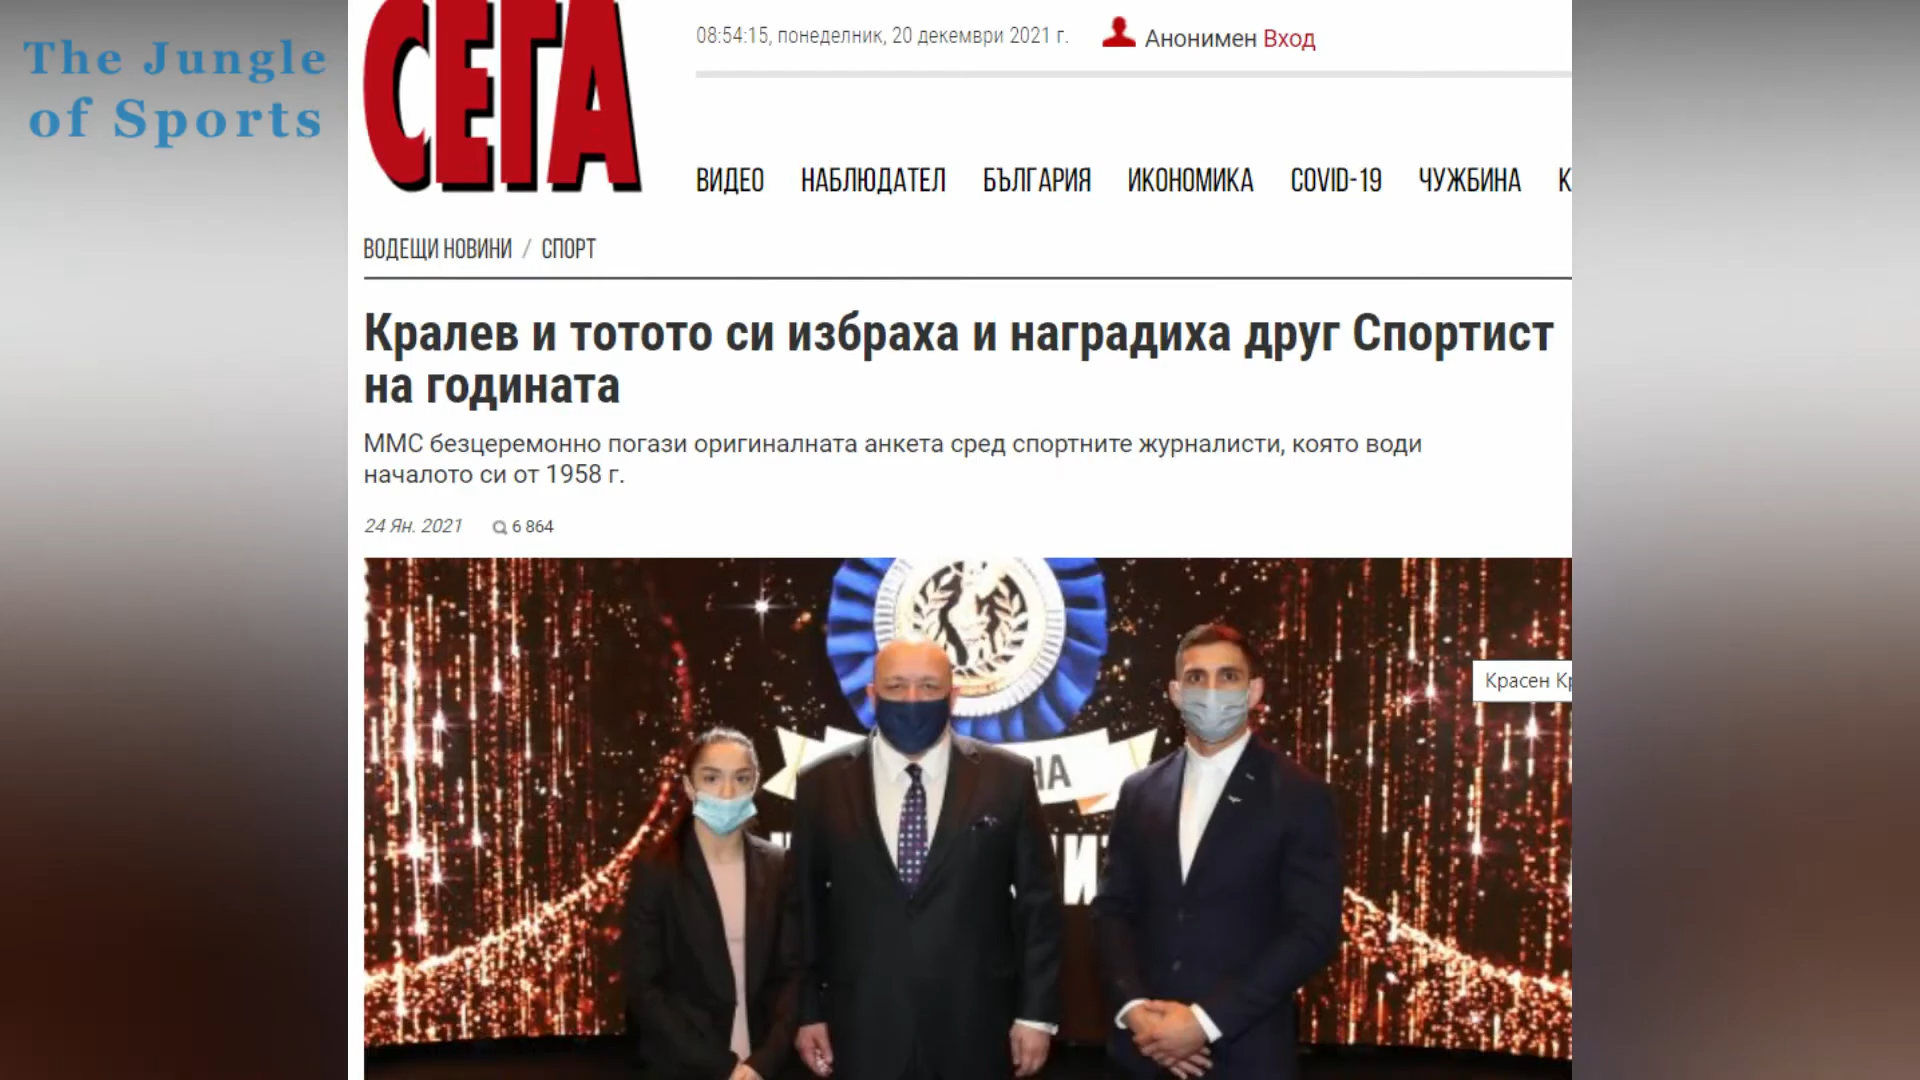 The Jungle
of Sports
СЕГА
08:54:15, понеделник, 20 декември 2021 г.
Анонимен Вход
ВИДЕО НАБЛЮДАТЕЛ БЪЛГАРИЯ ИКОНОМИКА COVID-19 ЧУЖБИНА К
ВОДЕЩИ НОВИНИ / СПОРТ
Кралев и тотото си избраха и наградиха друг Спортист
на годината
ММС безцеремонно погази оригиналната анкета сред спортните журналисти, която води
началото си от 1958 г.
24 Ян. 2021 6 864
Красен Кр
НА